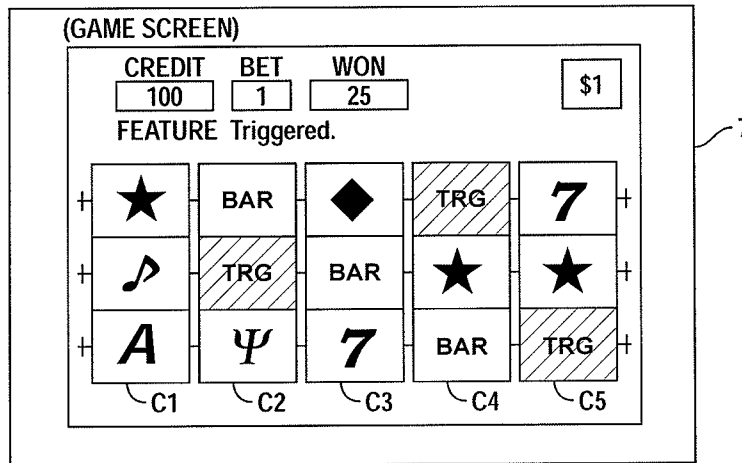 (GAME SCREEN)
CREDIT BET WON
100 1 25 $1
FEATURE Triggered.
BAR TRG 7
TRG BAR
A Ψ 7 BAR TRG
C1 C2 C3 C4 C5